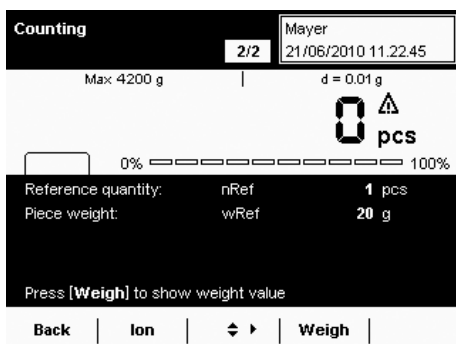 Counting
2/2
Mayer
21/06/2010 11.22.45
Max 4200 g | d = 0.01 g
0 pcs
0% 100%
Reference quantity: nRef 1 pcs
Piece weight: wRef 20 g
Press [Weigh] to show weight value
Back | Ion | | Weigh |